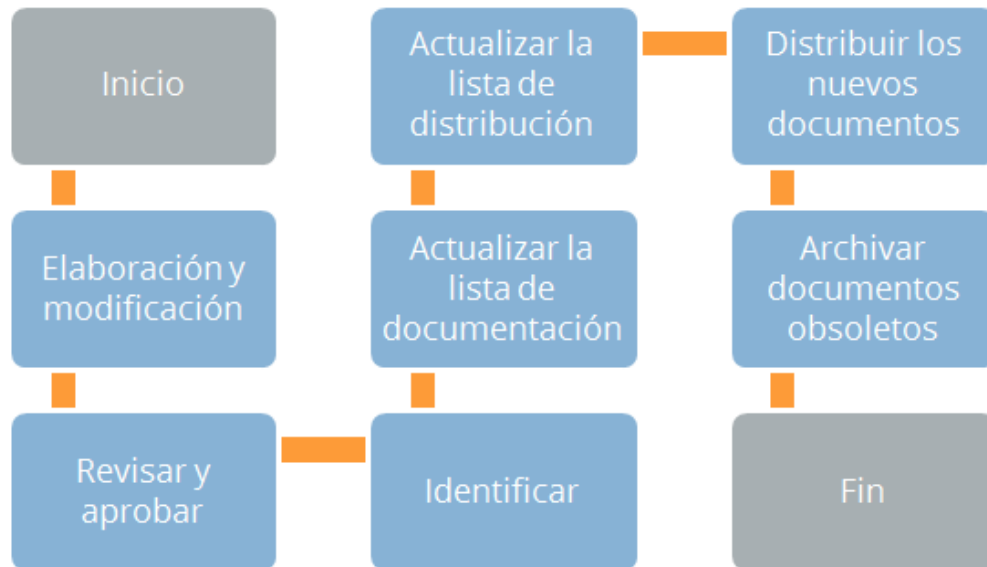 Inicio
Elaboración y
modificación
Revisar y
aprobar
Identificar
Actualizar la
lista de
documentación
Actualizar la
lista de
distribución
Distribuir los
nuevos
documentos
Archivar
documentos
obsoletos
Fin